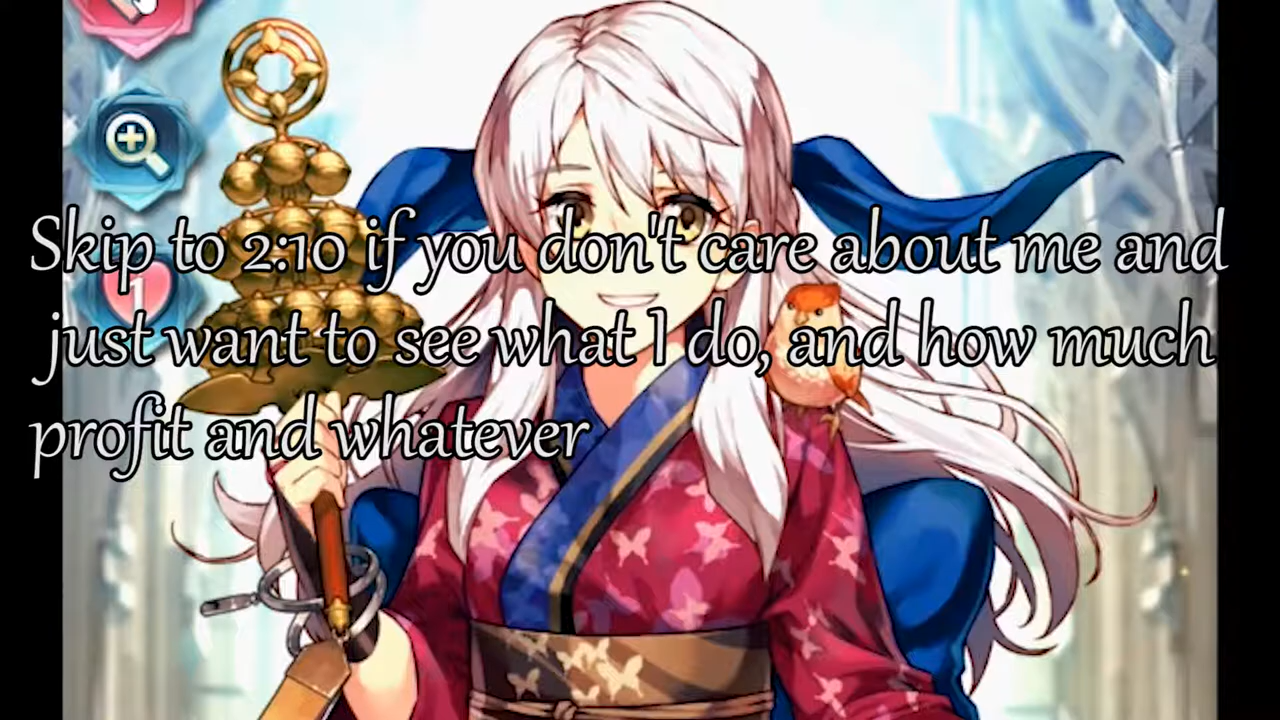 Skip to 2:10 if you don't care about me and
just want to see what I do, and how much
profit and whatever
1